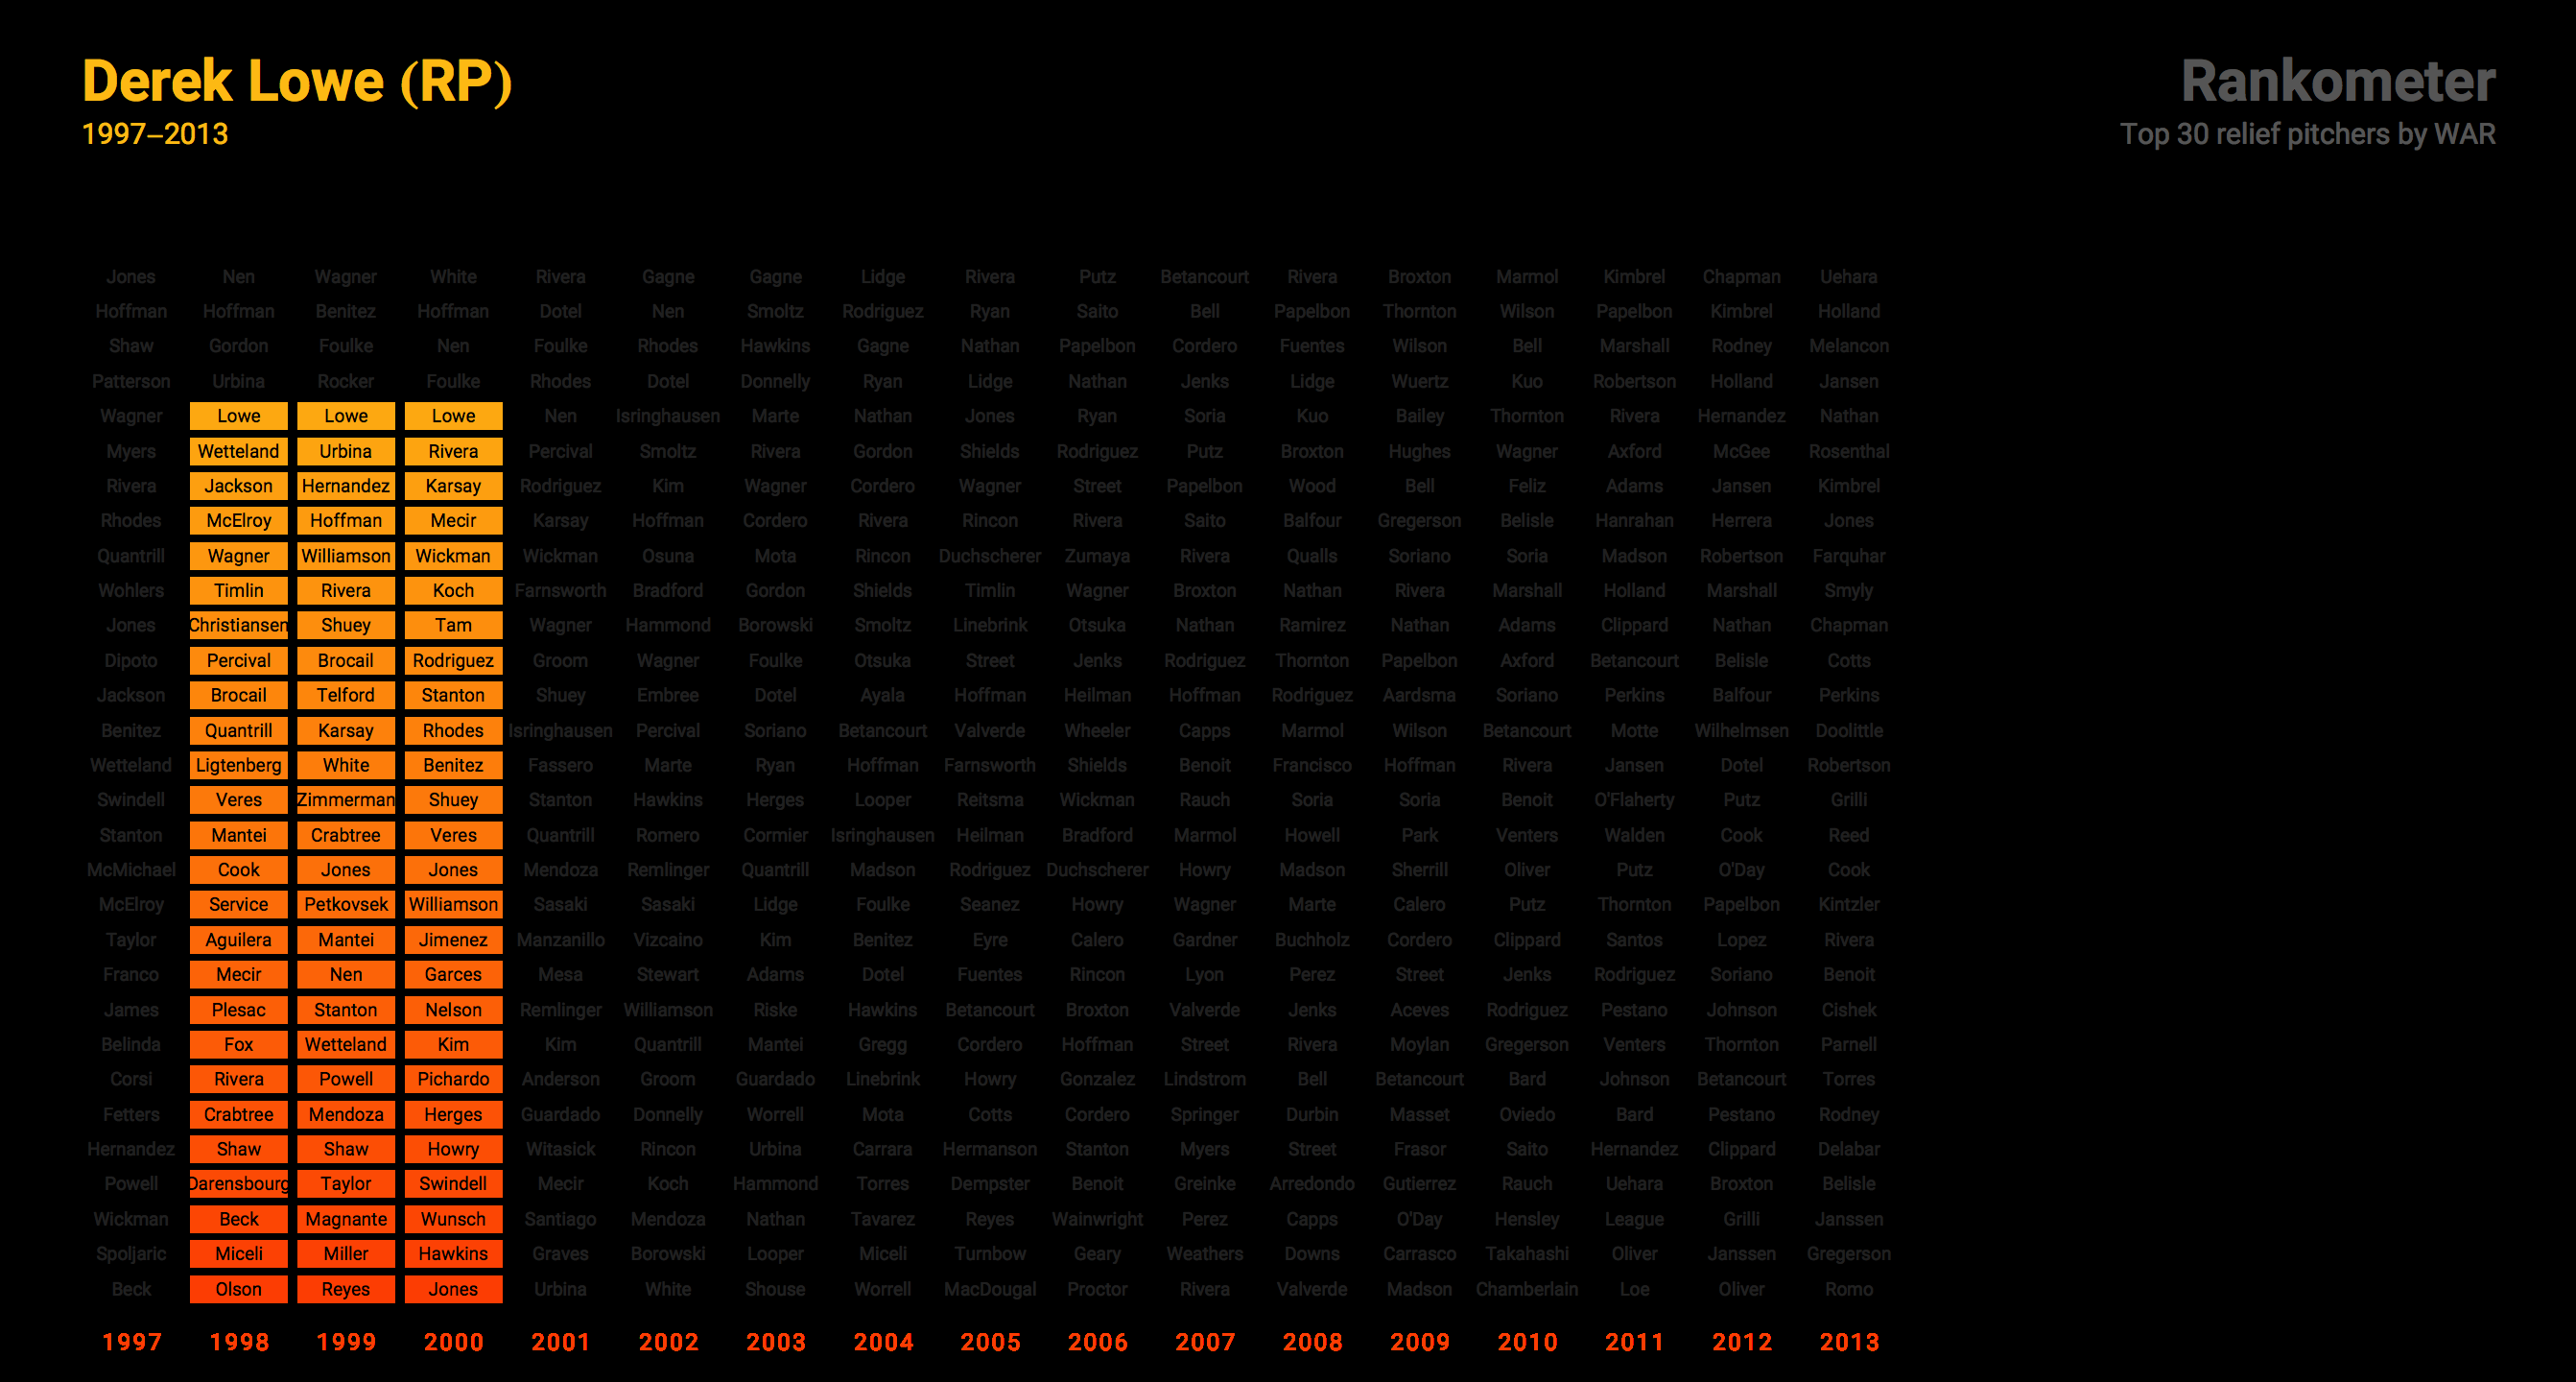 Derek Lowe (RP)
1997–2013
Rankometer
Top 30 relief pitchers by WAR
Jones Nen Wagner White Rivera Gagne Gagne Lidge Rivera Putz Betancourt Rivera Broxton Marmol Kimbrel Chapman Uehara
Hoffman Hoffman Benitez Hoffman Dotel Nen Smoltz Rodriguez Ryan Saito Bell Papelbon Thornton Wilson Papelbon Kimbrel Holland
Shaw Gordon Foulke Nen Foulke Rhodes Hawkins Gagne Nathan Papelbon Cordero Fuentes Wilson Bell Marshall Rodney Melancon
Patterson Urbina Rocker Foulke Rhodes Dotel Donnelly Ryan Lidge Nathan Jenks Lidge Wuertz Kuo Robertson Holland Jansen
Wagner Lowe Lowe Lowe Nen Isringhausen Marte Nathan Jones Ryan Soria Kuo Bailey Thornton Rivera Hernandez Nathan
Myers Wetteland Urbina Rivera Percival Smoltz Rivera Gordon Shields Rodriguez Putz Broxton Hughes Wagner Axford McGee Rosenthal
Rivera Jackson Hernandez Karsay Rodriguez Kim Wagner Cordero Wagner Street Papelbon Wood Bell Feliz Adams Jansen Kimbrel
Rhodes McElroy Hoffman Mecir Karsay Hoffman Cordero Rivera Rincon Rivera Saito Balfour Gregerson Belisle Hanrahan Herrera Jones
Quantrill Wagner Williamson Wickman Wickman Osuna Mota Rincon Duchscherer Zumaya Rivera Qualls Soriano Soria Madson Robertson Farquhar
Wohlers Timlin Rivera Koch Farnsworth Bradford Gordon Shields Timlin Wagner Broxton Nathan Rivera Marshall Holland Marshall Smyly
Jones Christiansen Shuey Tam Wagner Hammond Borowski Smoltz Linebrink Otsuka Nathan Ramirez Nathan Adams Clippard Nathan Chapman
Dipoto Percival Brocail Rodriguez Groom Wagner Foulke Otsuka Street Jenks Rodriguez Thornton Papelbon Axford Betancourt Belisle Cotts
Jackson Brocail Telford Stanton Shuey Embree Dotel Ayala Hoffman Heilman Hoffman Rodriguez Aardsma Soriano Perkins Balfour Perkins
Benitez Quantrill Karsay Rhodes Isringhausen Percival Soriano Betancourt Valverde Wheeler Capps Marmol Wilson Betancourt Motte Wilhelmsen Doolittle
Wetteland Ligtenberg White Benitez Fassero Marte Ryan Hoffman Farnsworth Shields Benoit Francisco Hoffman Rivera Jansen Dotel Robertson
Swindell Veres Zimmerman Shuey Stanton Hawkins Herges Looper Reitsma Wickman Rauch Soria Soria Benoit O'Flaherty Putz Grilli
Stanton Mantei Crabtree Veres Quantrill Romero Cormier Isringhausen Heilman Bradford Marmol Howell Park Venters Walden Cook Reed
McMichael Cook Jones Jones Mendoza Remlinger Quantrill Madson Rodriguez Duchscherer Howry Madson Sherrill Oliver Putz O'Day Cook
McElroy Service Petkovsek Williamson Sasaki Sasaki Lidge Foulke Seanez Howry Wagner Marte Calero Putz Thornton Papelbon Kintzler
Taylor Aguilera Mantei Jimenez Manzanillo Vizcaino Kim Benitez Eyre Calero Gardner Buchholz Cordero Clippard Santos Lopez Rivera
Franco Mecir Nen Garces Mesa Stewart Adams Dotel Fuentes Rincon Lyon Perez Street Jenks Rodriguez Soriano Benoit
James Plesac Stanton Nelson Remlinger Williamson Riske Hawkins Betancourt Broxton Valverde Jenks Aceves Rodriguez Pestano Johnson Cishek
Belinda Fox Wetteland Kim Kim Quantrill Mantei Gregg Cordero Hoffman Street Rivera Moylan Gregerson Venters Thornton Parnell
Corsi Rivera Powell Pichardo Anderson Groom Guardado Linebrink Howry Gonzalez Lindstrom Bell Betancourt Bard Johnson Betancourt Torres
Fetters Crabtree Mendoza Herges Guardado Donnelly Worrell Mota Cotts Cordero Springer Durbin Masset Oviedo Bard Pestano Rodney
Hernandez Shaw Shaw Howry Witasick Rincon Urbina Carrara Hermanson Stanton Myers Street Frasor Saito Hernandez Clippard Delabar
Powell Darensbourg Taylor Swindell Mecir Koch Hammond Torres Dempster Benoit Greinke Arredondo Gutierrez Rauch Uehara Broxton Belisle
Wickman Beck Magnante Wunsch Santiago Mendoza Nathan Tavarez Reyes Wainwright Perez Capps O'Day Hensley League Grilli Janssen
Spoljaric Miceli Miller Hawkins Graves Borowski Looper Miceli Turnbow Geary Weathers Downs Carrasco Takahashi Oliver Janssen Gregerson
Beck Olson Reyes Jones Urbina White Shouse Worrell MacDougal Proctor Rivera Valverde Madson Chamberlain Loe Oliver Romo
1997 1998 1999 2000 2001 2002 2003 2004 2005 2006 2007 2008 2009 2010 2011 2012 2013